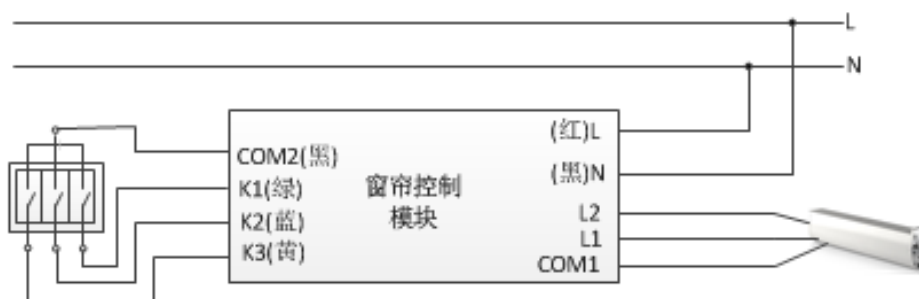 L
N
COM2(黑)
K1(绿)
K2(蓝)
K3(黄)
窗帘控制
模块
(红)L
(黑)N
L2
L1
COM1